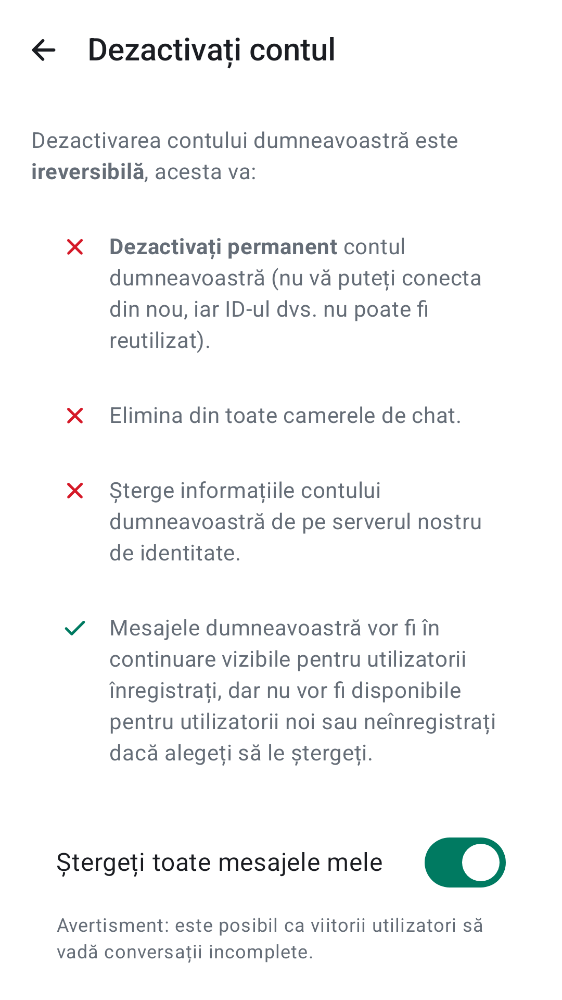 Dezactivați contul
Dezactivarea contului dumneavoastră este
ireversibilă, acesta va:
Dezactivați permanent contul
dumneavoastră (nu vă puteți conecta
din nou, iar ID-ul dvs. nu poate fi
reutilizat).
Elimina din toate camerele de chat.
Șterge informațiile contului
dumneavoastră de pe serverul nostru
de identitate.
Mesajele dumneavoastră vor fi în
continuare vizibile pentru utilizatorii
înregistrați, dar nu vor fi disponibile
pentru utilizatorii noi sau neînregistrați
dacă alegeți să le ștergeți.
Ștergeți toate mesajele mele
Avertisment: este posibil ca viitorii utilizatori să
vadă conversații incomplete.